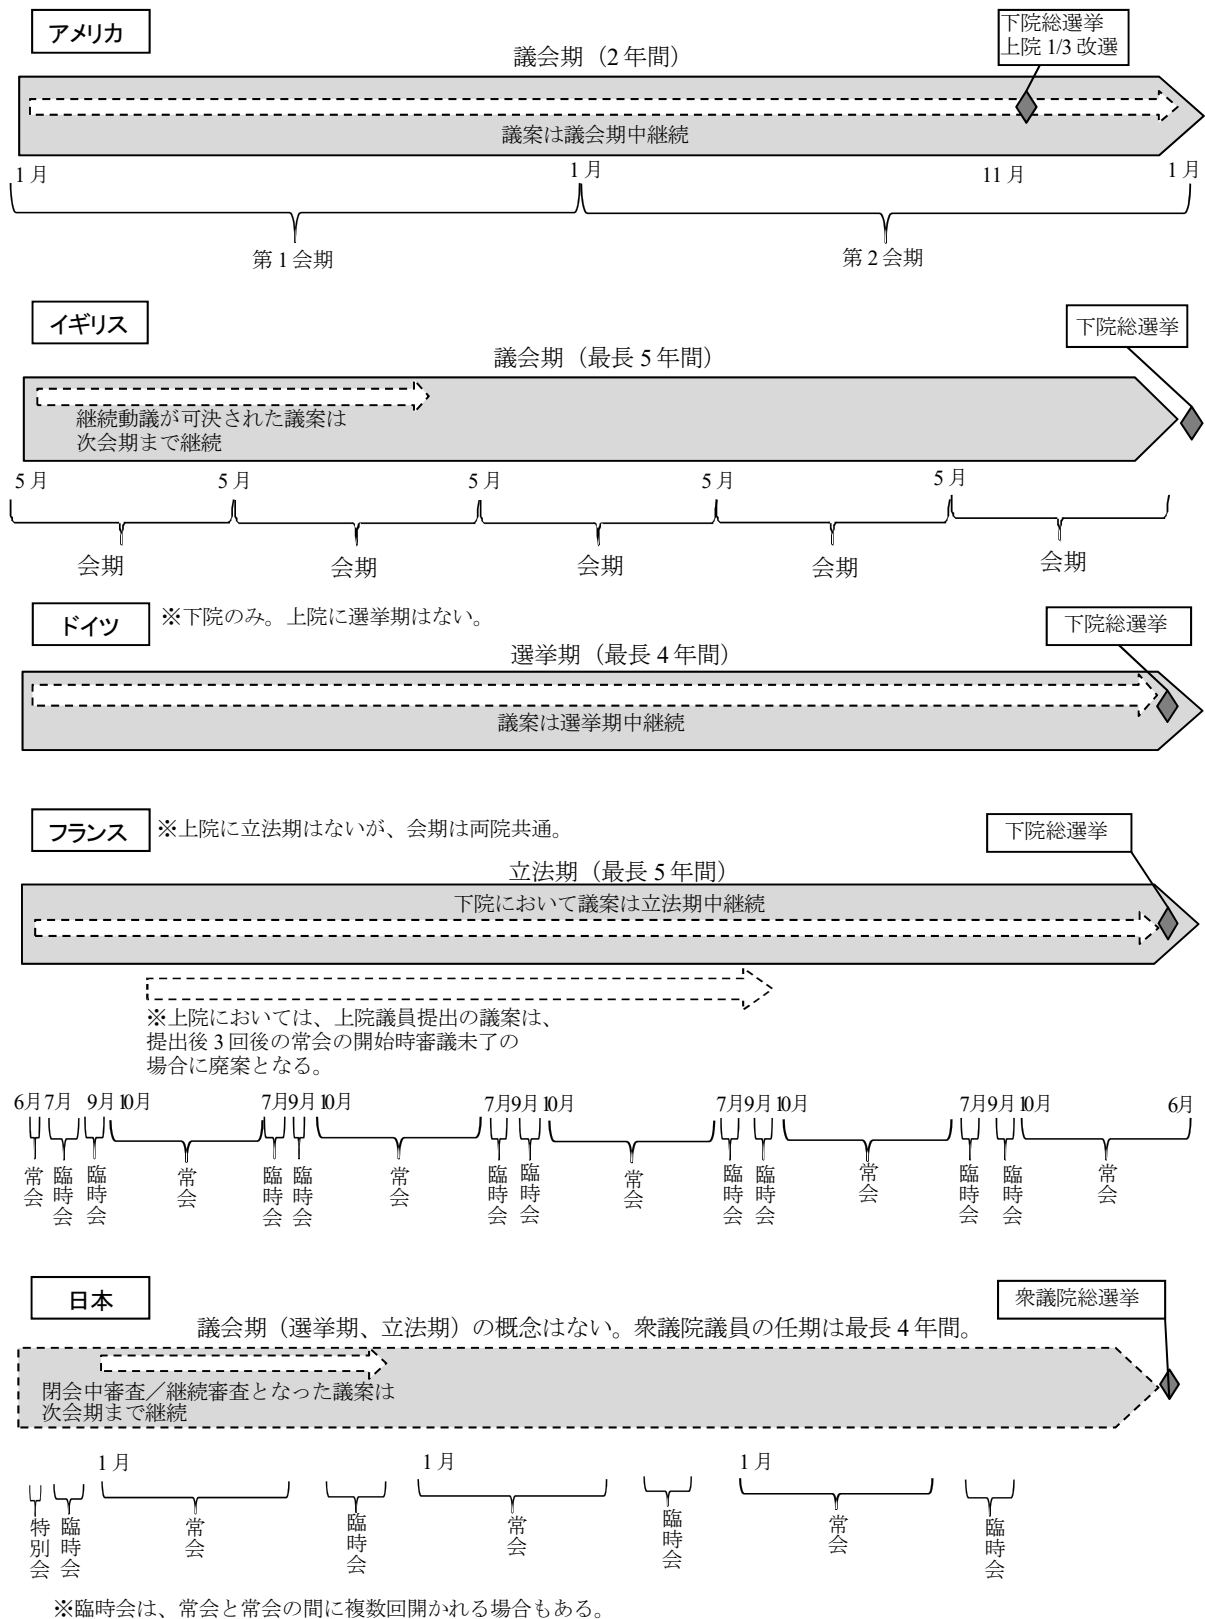 アメリカ
下院総選挙
上院 1/3 改選
議会期（2 年間）
議案は議会期中継続
1 月
1 月
11 月
1 月
第 1 会期
第 2 会期
イギリス
下院総選挙
議会期（最長 5 年間）
継続動議が可決された議案は
次会期まで継続
5 月
5 月
5 月
5 月
5 月
会期
会期
会期
会期
会期
ドイツ
※下院のみ。上院に選挙期はない。
下院総選挙
選挙期（最長 4 年間）
議案は選挙期中継続
フランス
※上院に立法期はないが、会期は両院共通。
下院総選挙
立法期（最長 5 年間）
下院において議案は立法期中継続
※上院においては、上院議員提出の議案は、
提出後 3 回後の常会の開始時審議未了の
場合に廃案となる。
6月 7月 9月 10月 7月 9月 10月 7月 9月 10月 7月 9月 10月 7月 9月 10月 6月
常会
臨時会
臨時会
常会
臨時会
臨時会
常会
臨時会
臨時会
常会
臨時会
臨時会
常会
臨時会
臨時会
常会
日本
衆議院総選挙
議会期（選挙期、立法期）の概念はない。衆議院議員の任期は最長 4 年間。
閉会中審査／継続審査となった議案は
次会期まで継続
1 月
1 月
1 月
特別会
臨時会
常会
臨時会
常会
臨時会
常会
臨時会
※臨時会は、常会と常会の間に複数回開かれる場合もある。